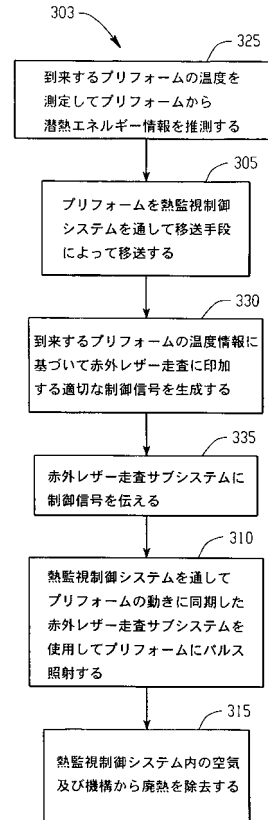 303
325
到来するプリフォームの温度を
測定してプリフォームから
潜熱エネルギー情報を推測する
305
プリフォームを熱監視制御
システムを通して移送手段
によって移送する
330
到来するプリフォームの温度情報に
基づいて赤外レザー走査に印加
する適切な制御信号を生成する
335
赤外レザー走査サブシステムに
制御信号を伝える
310
熱監視制御システムを通して
プリフォームの動きに同期した
赤外レザー走査サブシステムを
使用してプリフォームにパルス
照射する
315
熱監視制御システム内の空気
及び機構から廃熱を除去する